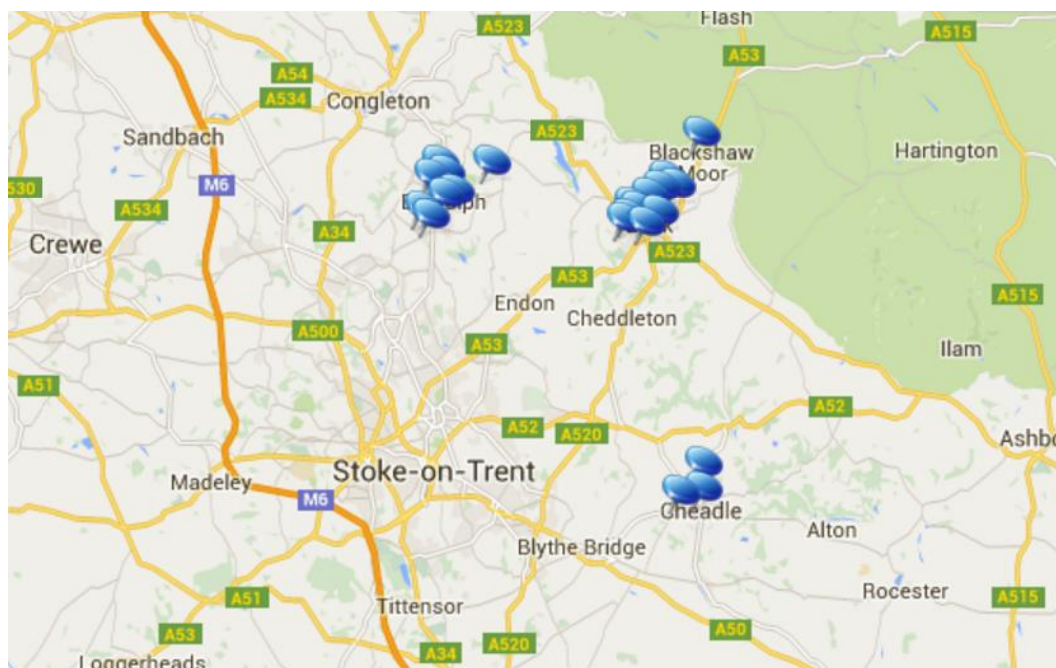 Flash
A523
A515
A53
A54
A534
Congleton
Sandbach
A523
Blackshaw
Moor
Hartington
M6
A534
A34
Crewe
A523
A53
A515
Endon
Cheddleton
A500
A53
Ilam
A51
A52
A52
A520
Stoke-on-Trent
Madeley
M6
Cheadle
Alton
Blythe Bridge
Rocester
A51
Tittensor
A515
A53
A50
A520
A34
Loggerheads